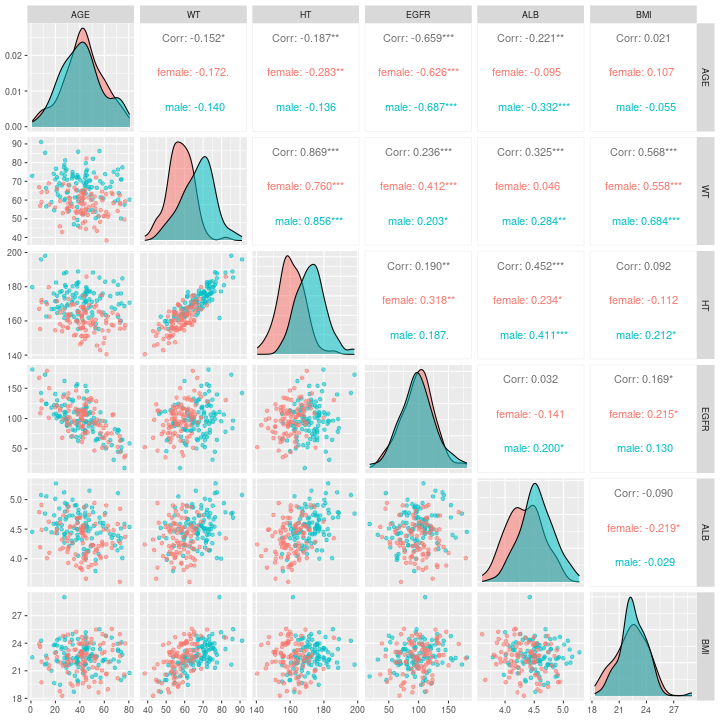 AGE WT HT EGFR ALB BMI
0.02 Corr: -0.152* Corr: -0.187** Corr: -0.659*** Corr: -0.221** Corr: 0.021
0.01 female: -0.172. female: -0.283** female: -0.626*** female: -0.095 female: 0.107
0.00 male: -0.140 male: -0.136 male: -0.687*** male: -0.332*** male: -0.055
AGE
90
80 Corr: 0.869*** Corr: 0.236*** Corr: 0.325*** Corr: 0.568***
70
60 female: 0.760*** female: 0.412*** female: 0.046 female: 0.558***
50 male: 0.856*** male: 0.203* male: 0.284** male: 0.684***
40
WT
200 Corr: 0.190** Corr: 0.452*** Corr: 0.092
180 female: 0.318** female: 0.234* female: -0.112
160 male: 0.187. male: 0.411*** male: 0.212*
140
HT
150 Corr: 0.032 Corr: 0.169*
100 female: -0.141 female: 0.215*
50 male: 0.200* male: 0.130
EGFR
5.0 Corr: -0.090
4.5 female: -0.219*
4.0 male: -0.029
ALB
27
24
21
18
BMI
0 20 40 60 80 40 50 60 70 80 90 140 160 180 200 50 100 150 4.0 4.5 5.0 18 21 24 27